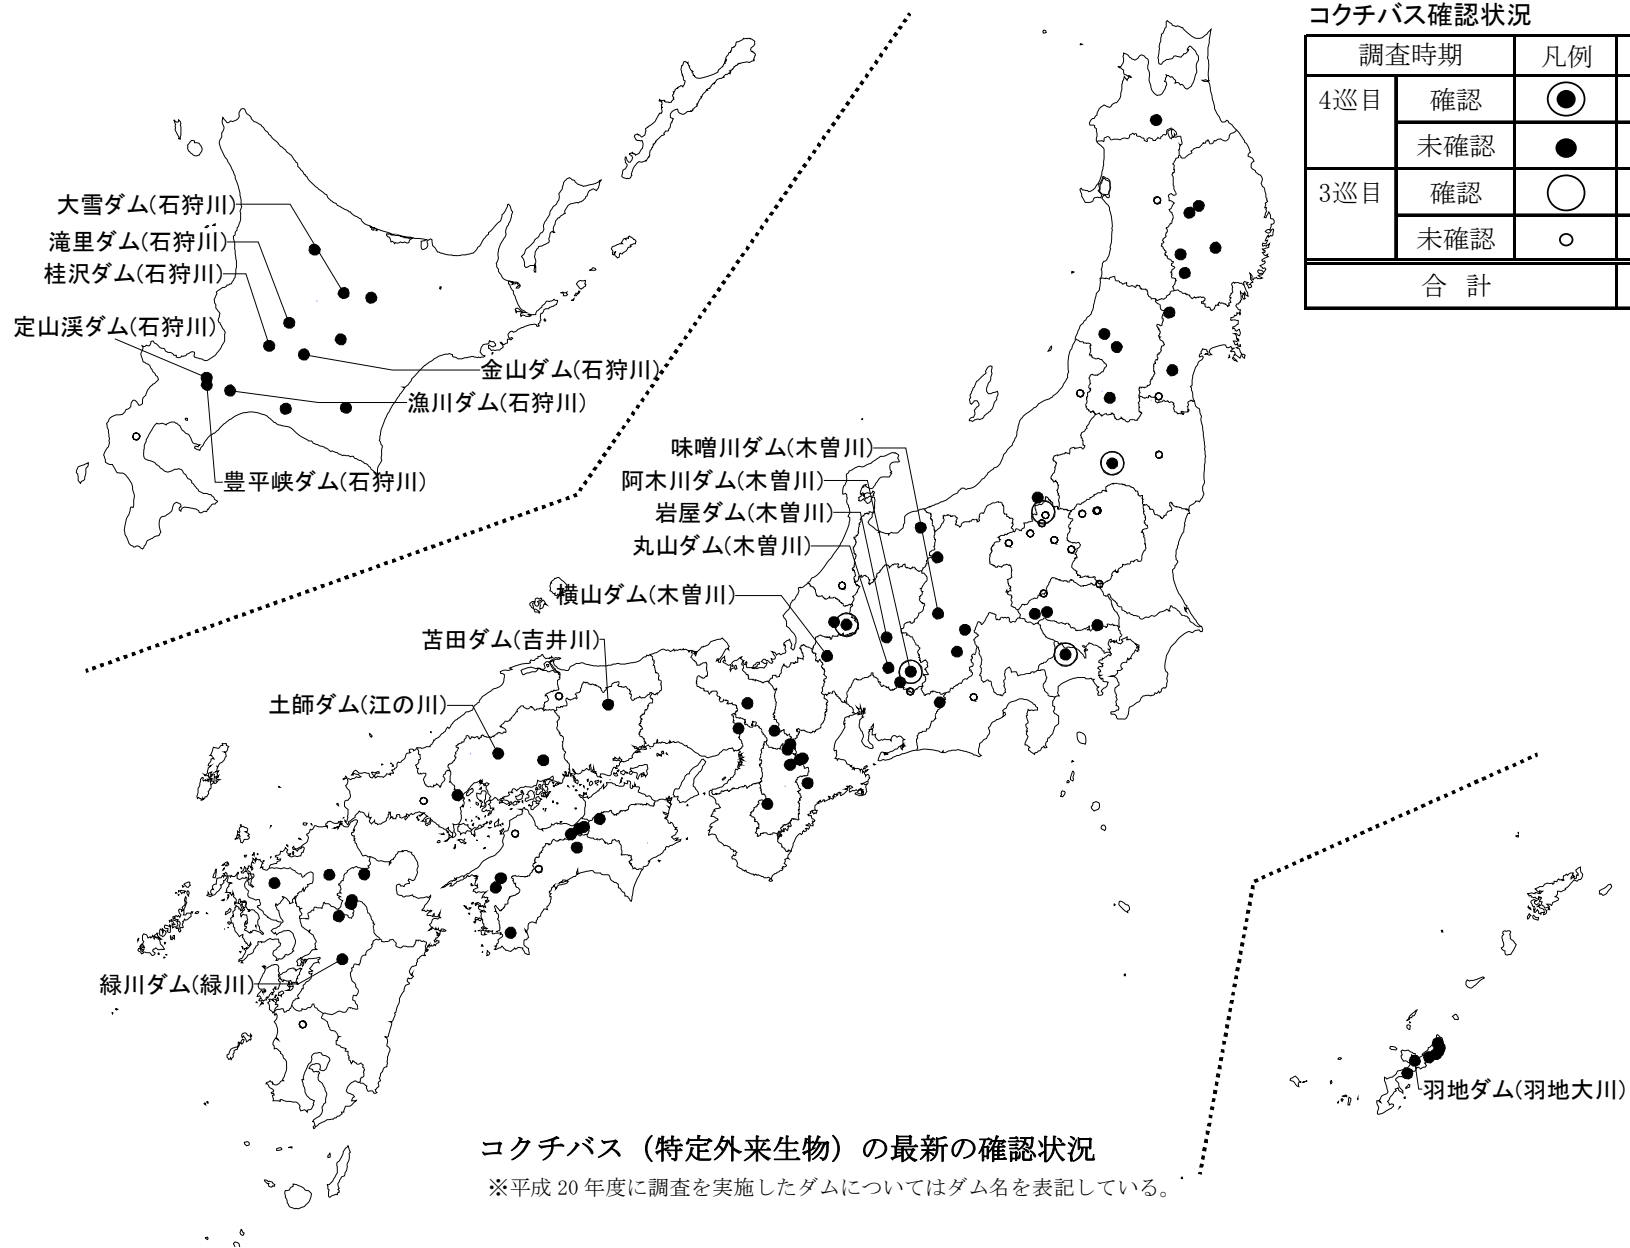 コクチバス確認状況
調査時期 凡例
4巡目 確認
未確認
3巡目 確認
未確認
合 計
大雪ダム(石狩川)
滝里ダム(石狩川)
桂沢ダム(石狩川)
定山渓ダム(石狩川)
金山ダム(石狩川)
漁川ダム(石狩川)
豊平峡ダム(石狩川)
味噌川ダム(木曽川)
阿木川ダム(木曽川)
岩屋ダム(木曽川)
丸山ダム(木曽川)
横山ダム(木曽川)
苫田ダム(吉井川)
土師ダム(江の川)
緑川ダム(緑川)
羽地ダム(羽地大川)
コクチバス（特定外来生物）の最新の確認状況
※平成 20 年度に調査を実施したダムについてはダム名を表記している。